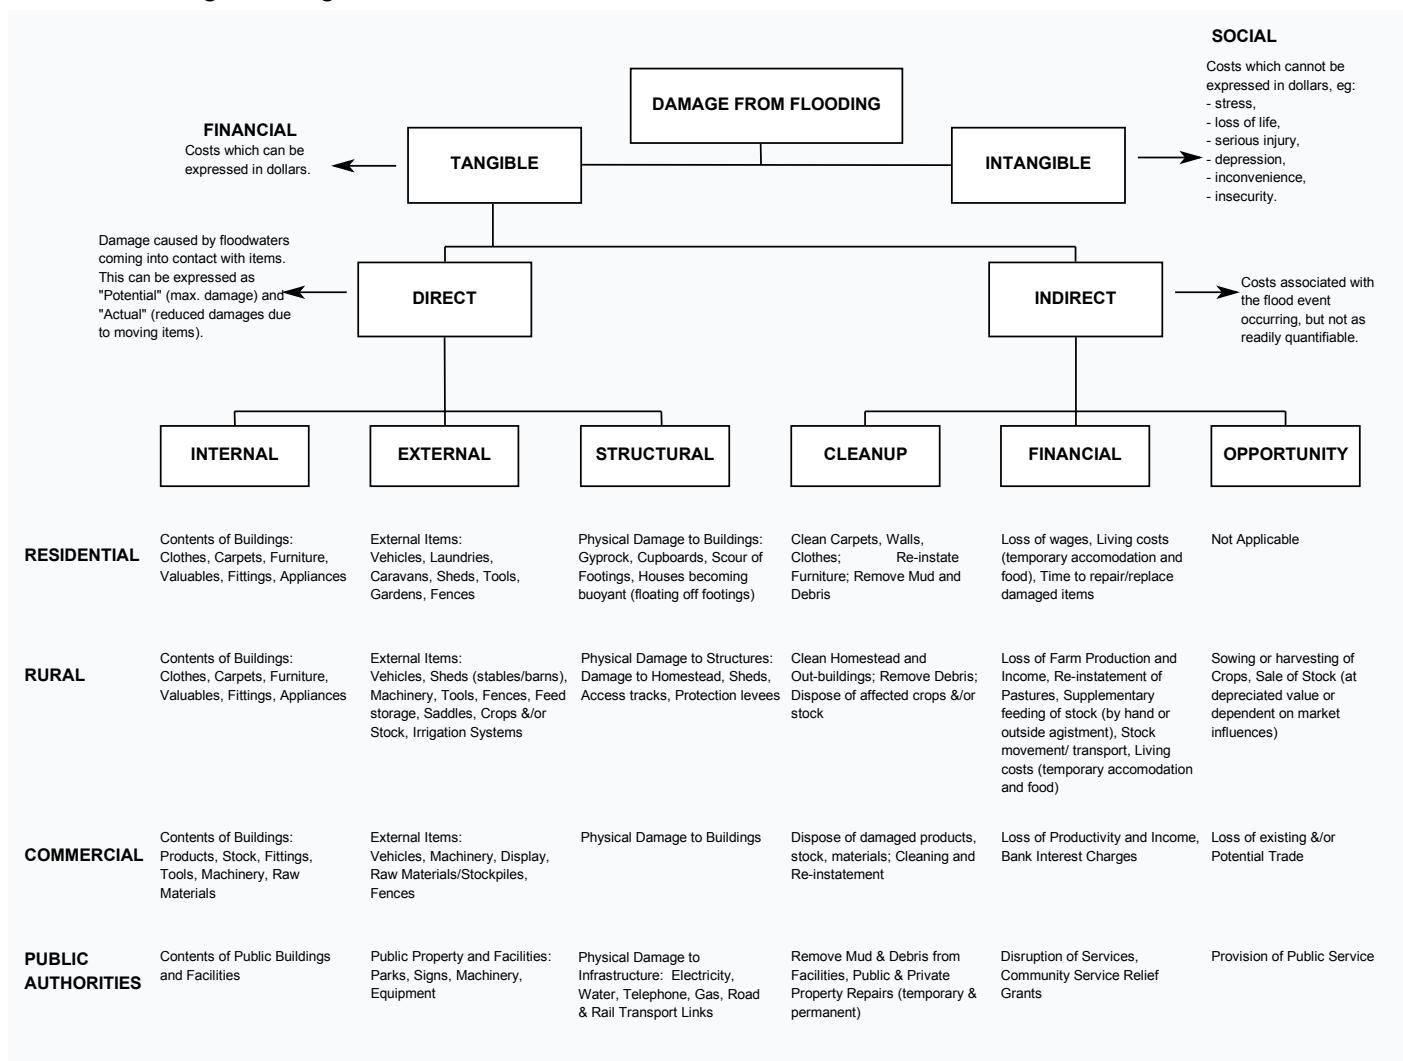 SOCIAL
Costs which cannot be
expressed in dollars, eg:
- stress,
- loss of life,
- serious injury,
- depression,
- inconvenience,
- insecurity.
DAMAGE FROM FLOODING
FINANCIAL
Costs which can be
expressed in dollars.
TANGIBLE
INTANGIBLE
Damage caused by floodwaters
coming into contact with items.
This can be expressed as
"Potential" (max. damage) and
"Actual" (reduced damages due
to moving items).
DIRECT
INDIRECT
Costs associated with
the flood event
occurring, but not as
readily quantifiable.
INTERNAL
EXTERNAL
STRUCTURAL
CLEANUP
FINANCIAL
OPPORTUNITY
RESIDENTIAL
Contents of Buildings:
Clothes, Carpets, Furniture,
Valuables, Fittings, Appliances
External Items:
Vehicles, Laundries,
Caravans, Sheds, Tools,
Gardens, Fences
Physical Damage to Buildings:
Gyprock, Cupboards, Scour of
Footings, Houses becoming
buoyant (floating off footings)
Clean Carpets, Walls,
Clothes; Re-instate
Furniture; Remove Mud and
Debris
Loss of wages, Living costs
(temporary accomodation and
food), Time to repair/replace
damaged items
Not Applicable
RURAL
Contents of Buildings:
Clothes, Carpets, Furniture,
Valuables, Fittings, Appliances
External Items:
Vehicles, Sheds (stables/barns),
Machinery, Tools, Fences, Feed
storage, Saddles, Crops &/or
Stock, Irrigation Systems
Physical Damage to Structures:
Damage to Homestead, Sheds,
Access tracks, Protection levees
Clean Homestead and
Out-buildings; Remove Debris;
Dispose of affected crops &/or
stock
Loss of Farm Production and
Income, Re-instatement of
Pastures, Supplementary
feeding of stock (by hand or
outside agistment), Stock
movement/ transport, Living
costs (temporary accomodation
and food)
Sowing or harvesting of
Crops, Sale of Stock (at
depreciated value or
dependent on market
influences)
COMMERCIAL
Contents of Buildings:
Products, Stock, Fittings,
Tools, Machinery, Raw
Materials
External Items:
Vehicles, Machinery, Display,
Raw Materials/Stockpiles,
Fences
Physical Damage to Buildings
Dispose of damaged products,
stock, materials; Cleaning and
Re-instatement
Loss of Productivity and Income,
Bank Interest Charges
Loss of existing &/or
Potential Trade
PUBLIC
AUTHORITIES
Contents of Public Buildings
and Facilities
Public Property and Facilities:
Parks, Signs, Machinery,
Equipment
Physical Damage to
Infrastructure: Electricity,
Water, Telephone, Gas, Road
& Rail Transport Links
Remove Mud & Debris from
Facilities, Public & Private
Property Repairs (temporary &
permanent)
Disruption of Services,
Community Service Relief
Grants
Provision of Public Service